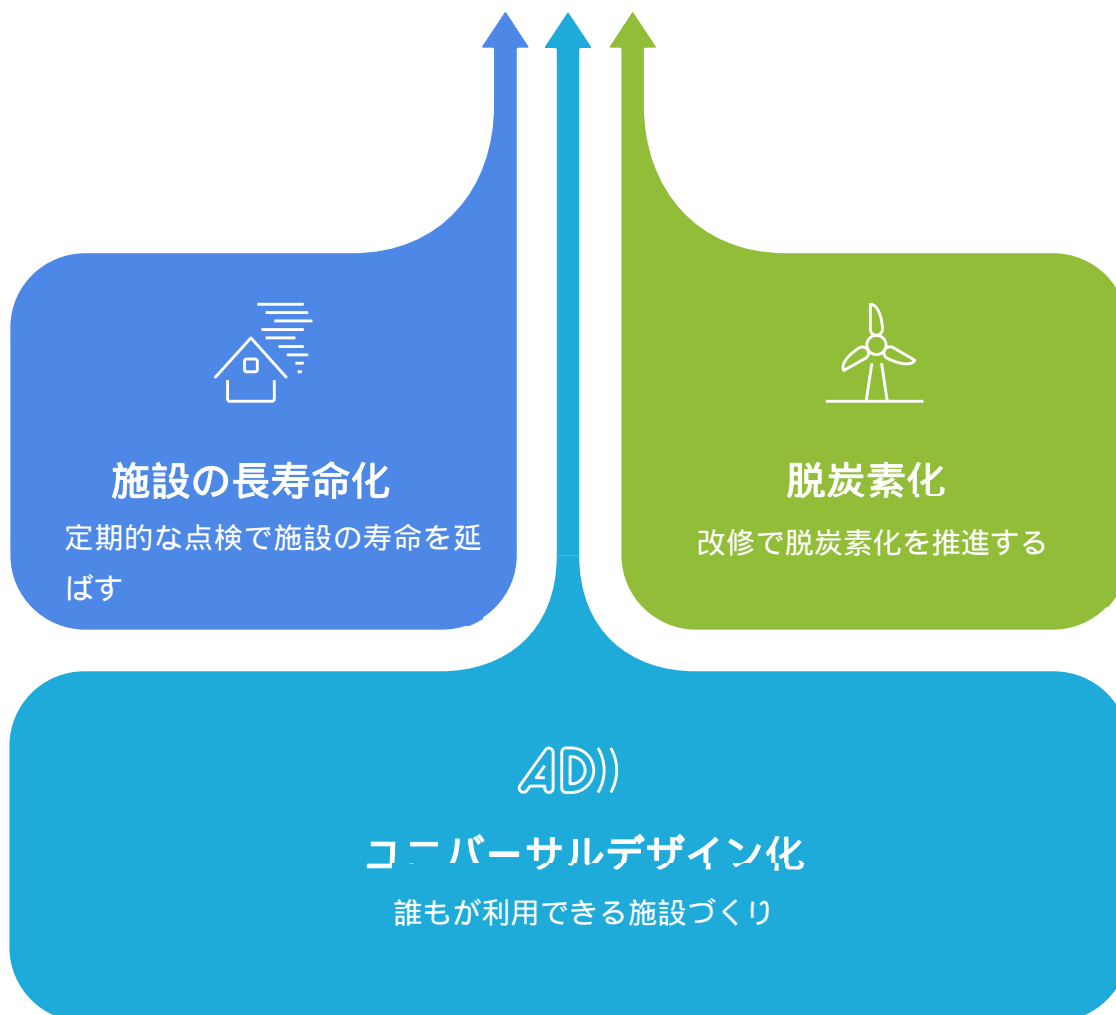 施設の長寿命化
定期的な点検で施設の寿命を延
ばす
脱炭素化
改修で脱炭素化を推進する
AD
ユニバーサルデザイン化
誰もが利用できる施設づくり